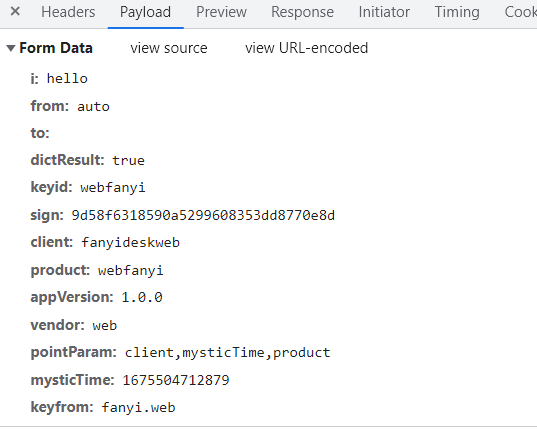 × Headers Payload Preview Response Initiator Timing Cook
▼ Form Data view source view URL-encoded
i: hello
from: auto
to:
dictResult: true
keyid: webfanyi
sign: 9d58f6318590a5299608353dd8770e8d
client: fanyideskweb
product: webfanyi
appVersion: 1.0.0
vendor: web
pointParam: client,mysticTime,product
mysticTime: 1675504712879
keyfrom: fanyi.web